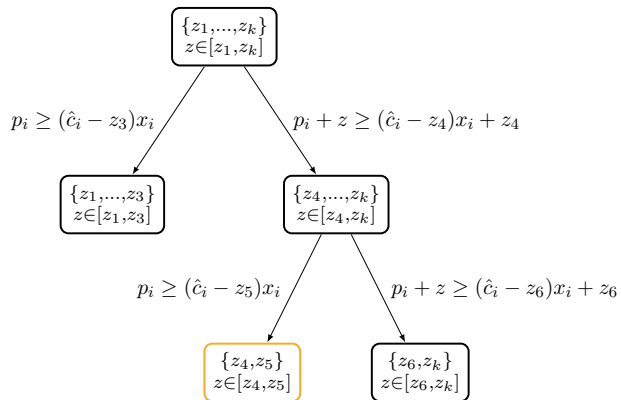 {z₁,...,zₖ}
z∈[z₁,zₖ]
pᵢ ≥ (ĉᵢ − z₃)xᵢ
pᵢ + z ≥ (ĉᵢ − z₄)xᵢ + z₄
{z₁,...,z₃}
z∈[z₁,z₃]
{z₄,...,zₖ}
z∈[z₄,zₖ]
pᵢ ≥ (ĉᵢ − z₅)xᵢ
pᵢ + z ≥ (ĉᵢ − z₆)xᵢ + z₆
{z₄,z₅}
z∈[z₄,z₅]
{z₆,zₖ}
z∈[z₆,zₖ]